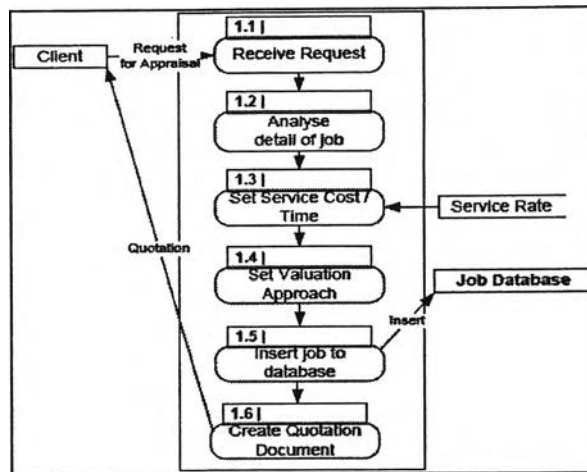 1.1 |
Client
Request
for Appraisal
Receive Request
1.2 |
Analyse
detail of job
1.3 |
Set Service Cost /
Time
Service Rate
Quotation
1.4 |
Set Valuation
Approach
Job Database
Insert
1.5 |
Insert job to
database
1.6 |
Create Quotation
Document